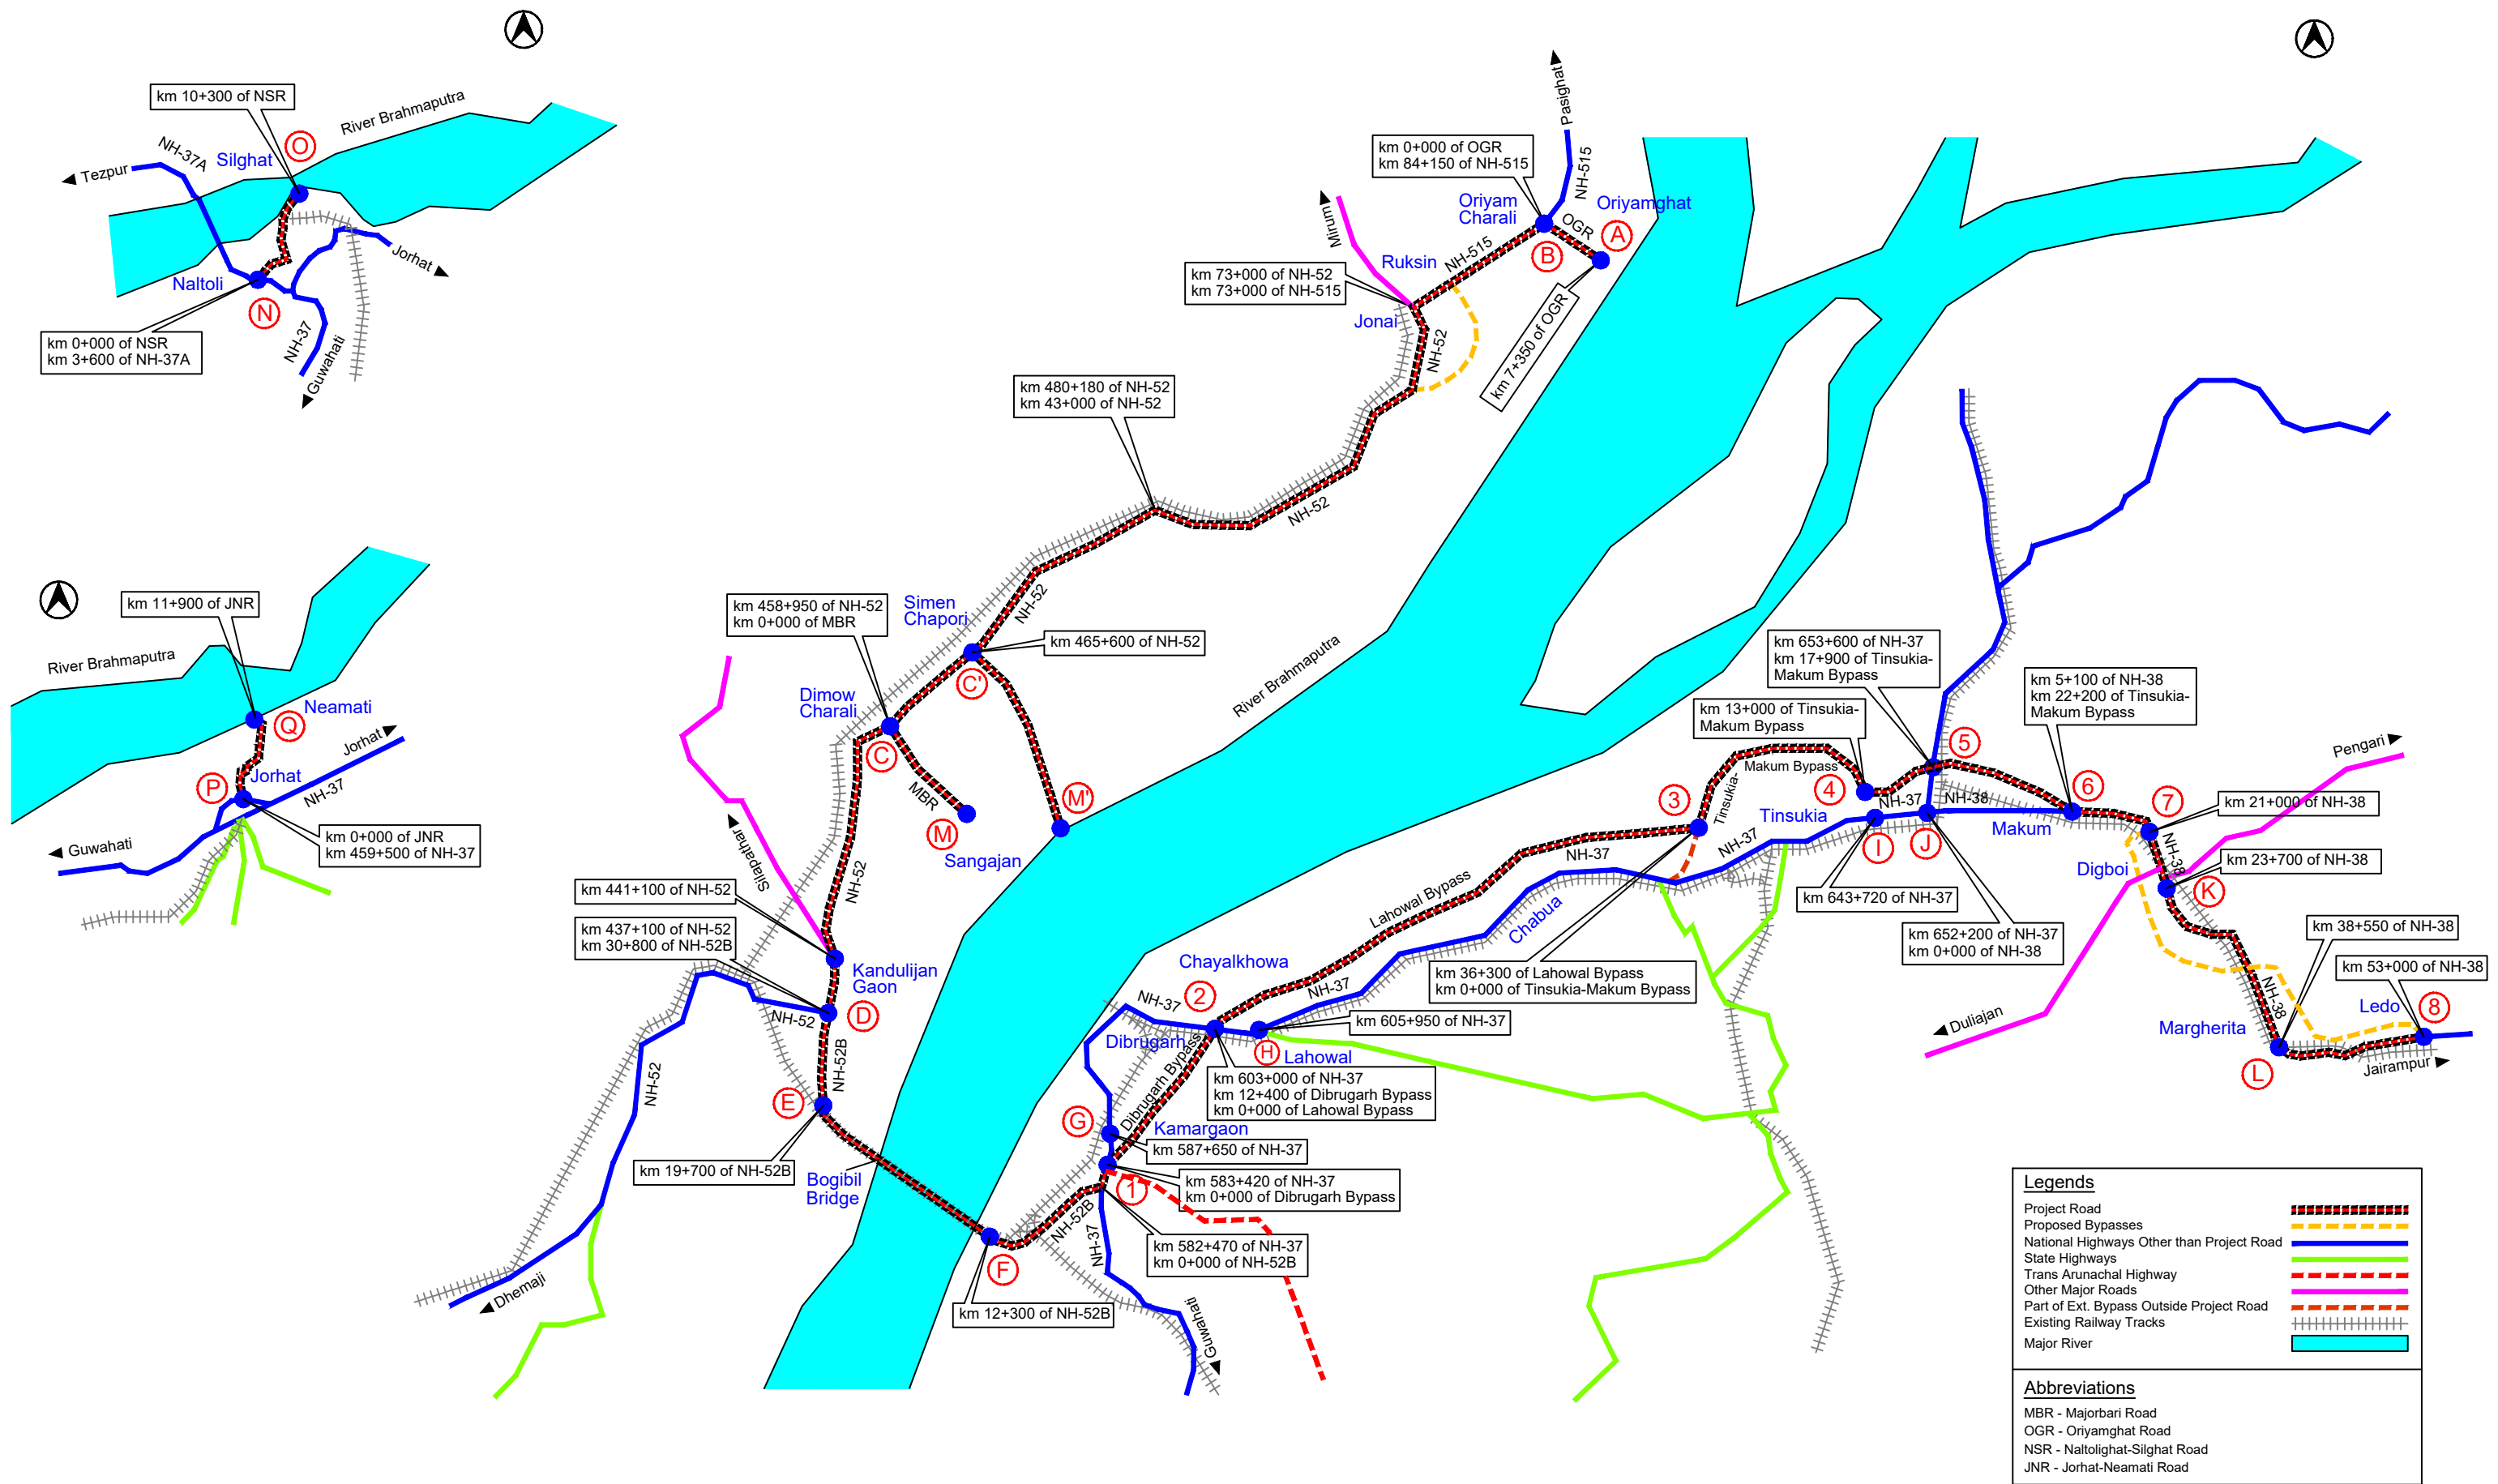 km 10+300 of NSR
River Brahmaputra
O
Silghat
NH-37A
Tezpur
Naltoli
N
Jorhat
NH-37
Guwahati
km 0+000 of NSR
km 3+600 of NH-37A
km 11+900 of JNR
River Brahmaputra
Neamati
Q
Jorhat
P
Jorhat
NH-37
Guwahati
km 0+000 of JNR
km 459+500 of NH-37
Pasighat
NH-515
km 0+000 of OGR
km 84+150 of NH-515
Oriyam
Charali
Oriyamghat
OGR
A
B
Mirum
Ruksin
NH-515
km 73+000 of NH-52
km 73+000 of NH-515
Jonai
NH-52
km 7+350 of OGR
km 480+180 of NH-52
km 43+000 of NH-52
NH-52
Simen
Chapori
NH-52
km 458+950 of NH-52
km 0+000 of MBR
km 465+600 of NH-52
C'
Dimow
Charali
C
MBR
M
Sangajan
M'
River Brahmaputra
Silapathar
NH-52
km 441+100 of NH-52
km 437+100 of NH-52
km 30+800 of NH-52B
Kandulijan
Gaon
D
NH-52
NH-52
NH-52B
E
km 19+700 of NH-52B
Bogibil
Bridge
Dhemaji
F
km 12+300 of NH-52B
NH-52B
NH-37
Guwahati
km 582+470 of NH-37
km 0+000 of NH-52B
1
km 583+420 of NH-37
km 0+000 of Dibrugarh Bypass
G
Kamargaon
km 587+650 of NH-37
Dibrugarh Bypass
Dibrugarh
NH-37
Chayalkhowa
2
km 603+000 of NH-37
km 12+400 of Dibrugarh Bypass
km 0+000 of Lahowal Bypass
H
Lahowal
km 605+950 of NH-37
NH-37
Lahowal Bypass
Chabua
NH-37
NH-37
km 36+300 of Lahowal Bypass
km 0+000 of Tinsukia-Makum Bypass
3
Tinsukia-
Makum Bypass
4
km 13+000 of Tinsukia-
Makum Bypass
km 653+600 of NH-37
km 17+900 of Tinsukia-
Makum Bypass
5
Tinsukia
NH-37
NH-38
I
J
km 643+720 of NH-37
km 652+200 of NH-37
km 0+000 of NH-38
Makum
km 5+100 of NH-38
km 22+200 of Tinsukia-
Makum Bypass
6
7
Pengari
km 21+000 of NH-38
NH-38
Digboi
km 23+700 of NH-38
K
Duliajan
km 38+550 of NH-38
km 53+000 of NH-38
NH-38
Margherita
L
Ledo
8
Jairampur
Legends
Project Road
Proposed Bypasses
National Highways Other than Project Road
State Highways
Trans Arunachal Highway
Other Major Roads
Part of Ext. Bypass Outside Project Road
Existing Railway Tracks
Major River
Abbreviations
MBR - Majorbari Road
OGR - Oriyamghat Road
NSR - Naltolighat-Silghat Road
JNR - Jorhat-Neamati Road